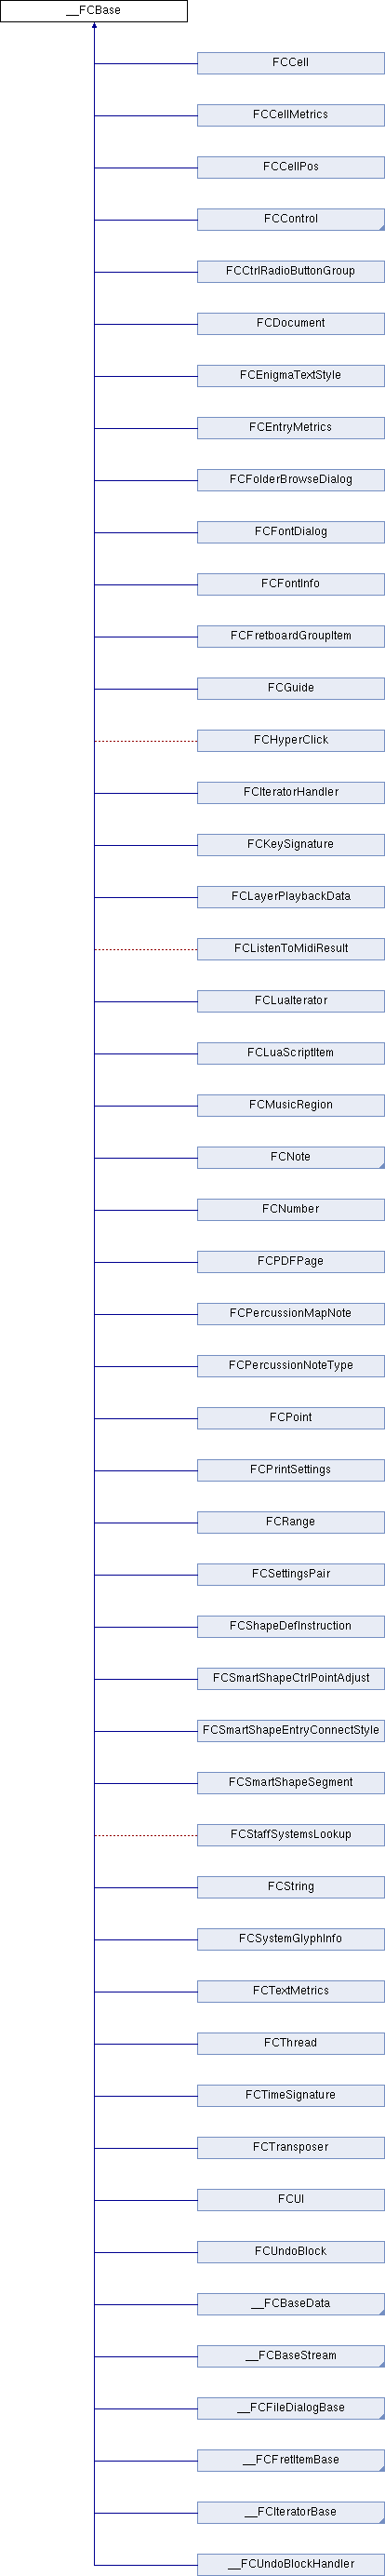 __FCBase
FCCell
FCCellMetrics
FCCellPos
FCControl
FCCtrlRadioButtonGroup
FCDocument
FCEnigmaTextStyle
FCEntryMetrics
FCFolderBrowseDialog
FCFontDialog
FCFontInfo
FCFretboardGroupItem
FCGuide
FCHyperClick
FCIteratorHandler
FCKeySignature
FCLayerPlaybackData
FCListenToMidiResult
FCLuaIterator
FCLuaScriptItem
FCMusicRegion
FCNote
FCNumber
FCPDFPage
FCPercussionMapNote
FCPercussionNoteType
FCPoint
FCPrintSettings
FCRange
FCSettingsPair
FCShapeDefInstruction
FCSmartShapeCtrlPointAdjust
FCSmartShapeEntryConnectStyle
FCSmartShapeSegment
FCStaffSystemsLookup
FCString
FCSystemGlyphInfo
FCTextMetrics
FCThread
FCTimeSignature
FCTransposer
FCUI
FCUndoBlock
__FCBaseData
__FCBaseStream
__FCFileDialogBase
__FCFretItemBase
__FCIteratorBase
__FCUndoBlockHandler